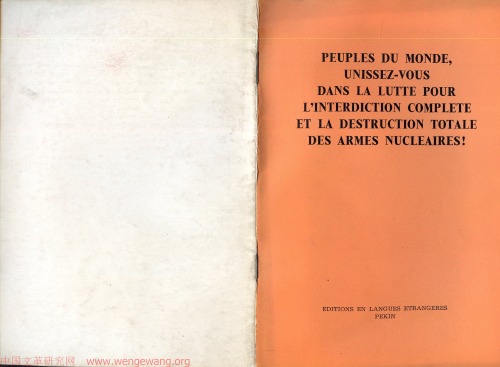 PEUPLES DU MONDE,
UNISSEZ-VOUS
DANS LA LUTTE POUR
L'INTERDICTION COMPLETE
ET LA DESTRUCTION TOTALE
DES ARMES NUCLEAIRES!
EDITIONS EN LANGUES ETRANGERES
PEKIN
中国文革研究网 www.wengewang.org